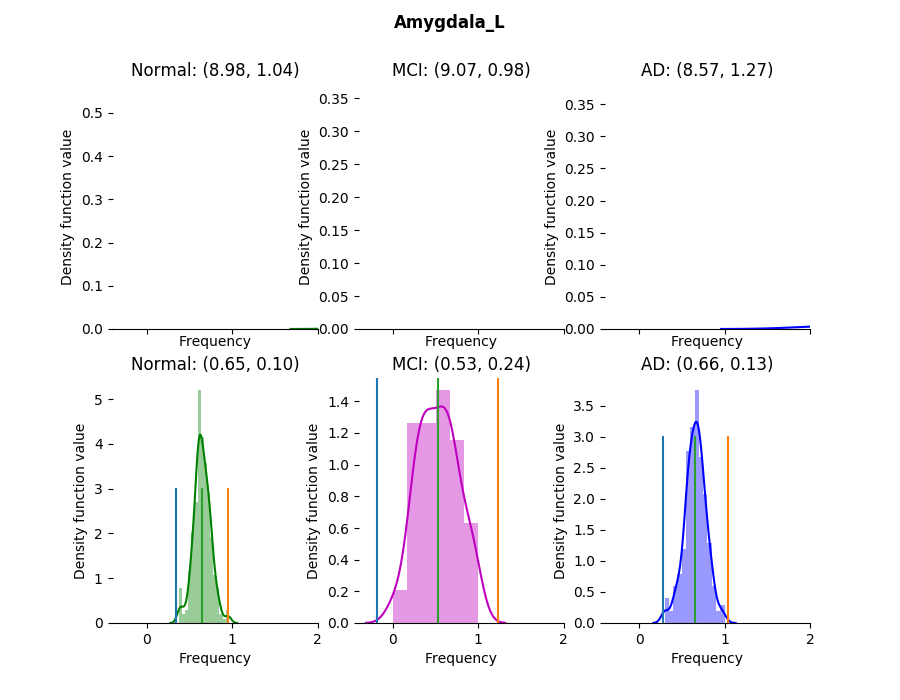 Amygdala_L
Normal: (8.98, 1.04)
MCI: (9.07, 0.98)
AD: (8.57, 1.27)
Density function value
0.5
0.4
0.3
0.2
0.1
0.0
Frequency
Density function value
0.35
0.30
0.25
0.20
0.15
0.10
0.05
0.00
Frequency
Density function value
0.35
0.30
0.25
0.20
0.15
0.10
0.05
0.00
Frequency
Normal: (0.65, 0.10)
MCI: (0.53, 0.24)
AD: (0.66, 0.13)
Density function value
5
4
3
2
1
0
0 1 2
Frequency
Density function value
1.4
1.2
1.0
0.8
0.6
0.4
0.2
0.0
0 1 2
Frequency
Density function value
3.5
3.0
2.5
2.0
1.5
1.0
0.5
0.0
0 1 2
Frequency